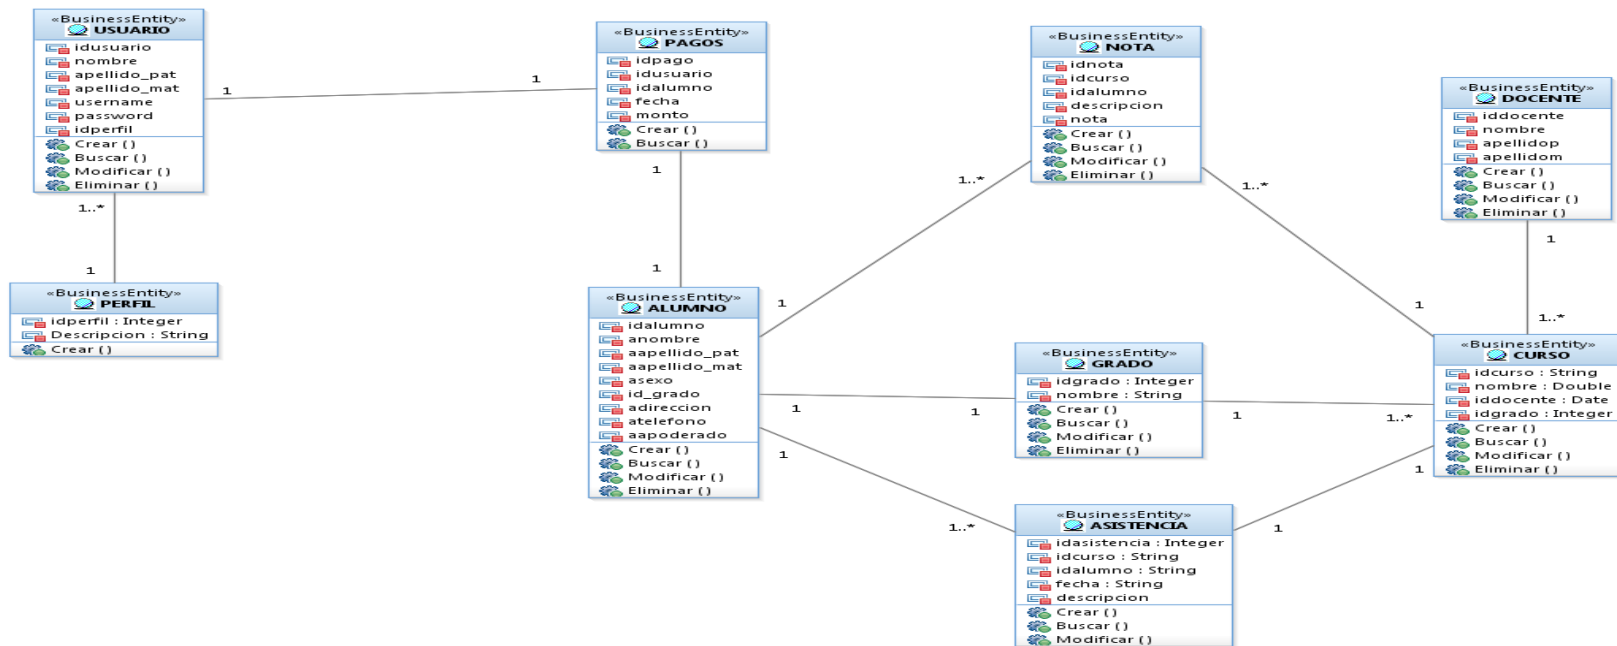 «BusinessEntity»
USUARIO
idusuario
nombre
apellido_pat
apellido_mat
username
password
idperfil
Crear ( )
Buscar ( )
Modificar ( )
Eliminar ( )
1
1
1..*
1
«BusinessEntity»
PERFIL
idperfil : Integer
Descripcion : String
Crear ( )
«BusinessEntity»
PAGOS
idpago
idusuario
idalumno
fecha
monto
Crear ( )
Buscar ( )
1
1
«BusinessEntity»
ALUMNO
idalumno
anombre
aapellido_pat
aapellido_mat
asexo
id_grado
adireccion
atelefono
aapoderado
Crear ( )
Buscar ( )
Modificar ( )
Eliminar ( )
«BusinessEntity»
NOTA
idnota
idcurso
idalumno
descripcion
nota
Crear ( )
Buscar ( )
Modificar ( )
Eliminar ( )
1..*
1
1..*
1
«BusinessEntity»
DOCENTE
iddocente
nombre
apellidop
apellidom
Crear ( )
Buscar ( )
Modificar ( )
Eliminar ( )
1
1..*
«BusinessEntity»
GRADO
idgrado : Integer
nombre : String
Crear ( )
Buscar ( )
Modificar ( )
Eliminar ( )
1
1
1
1..*
«BusinessEntity»
CURSO
idcurso : String
nombre : Double
iddocente : Date
idgrado : Integer
Crear ( )
Buscar ( )
Modificar ( )
Eliminar ( )
1
1..*
1
1
«BusinessEntity»
ASISTENCIA
idasistencia : Integer
idcurso : String
idalumno : String
fecha : String
descripcion
Crear ( )
Buscar ( )
Modificar ( )